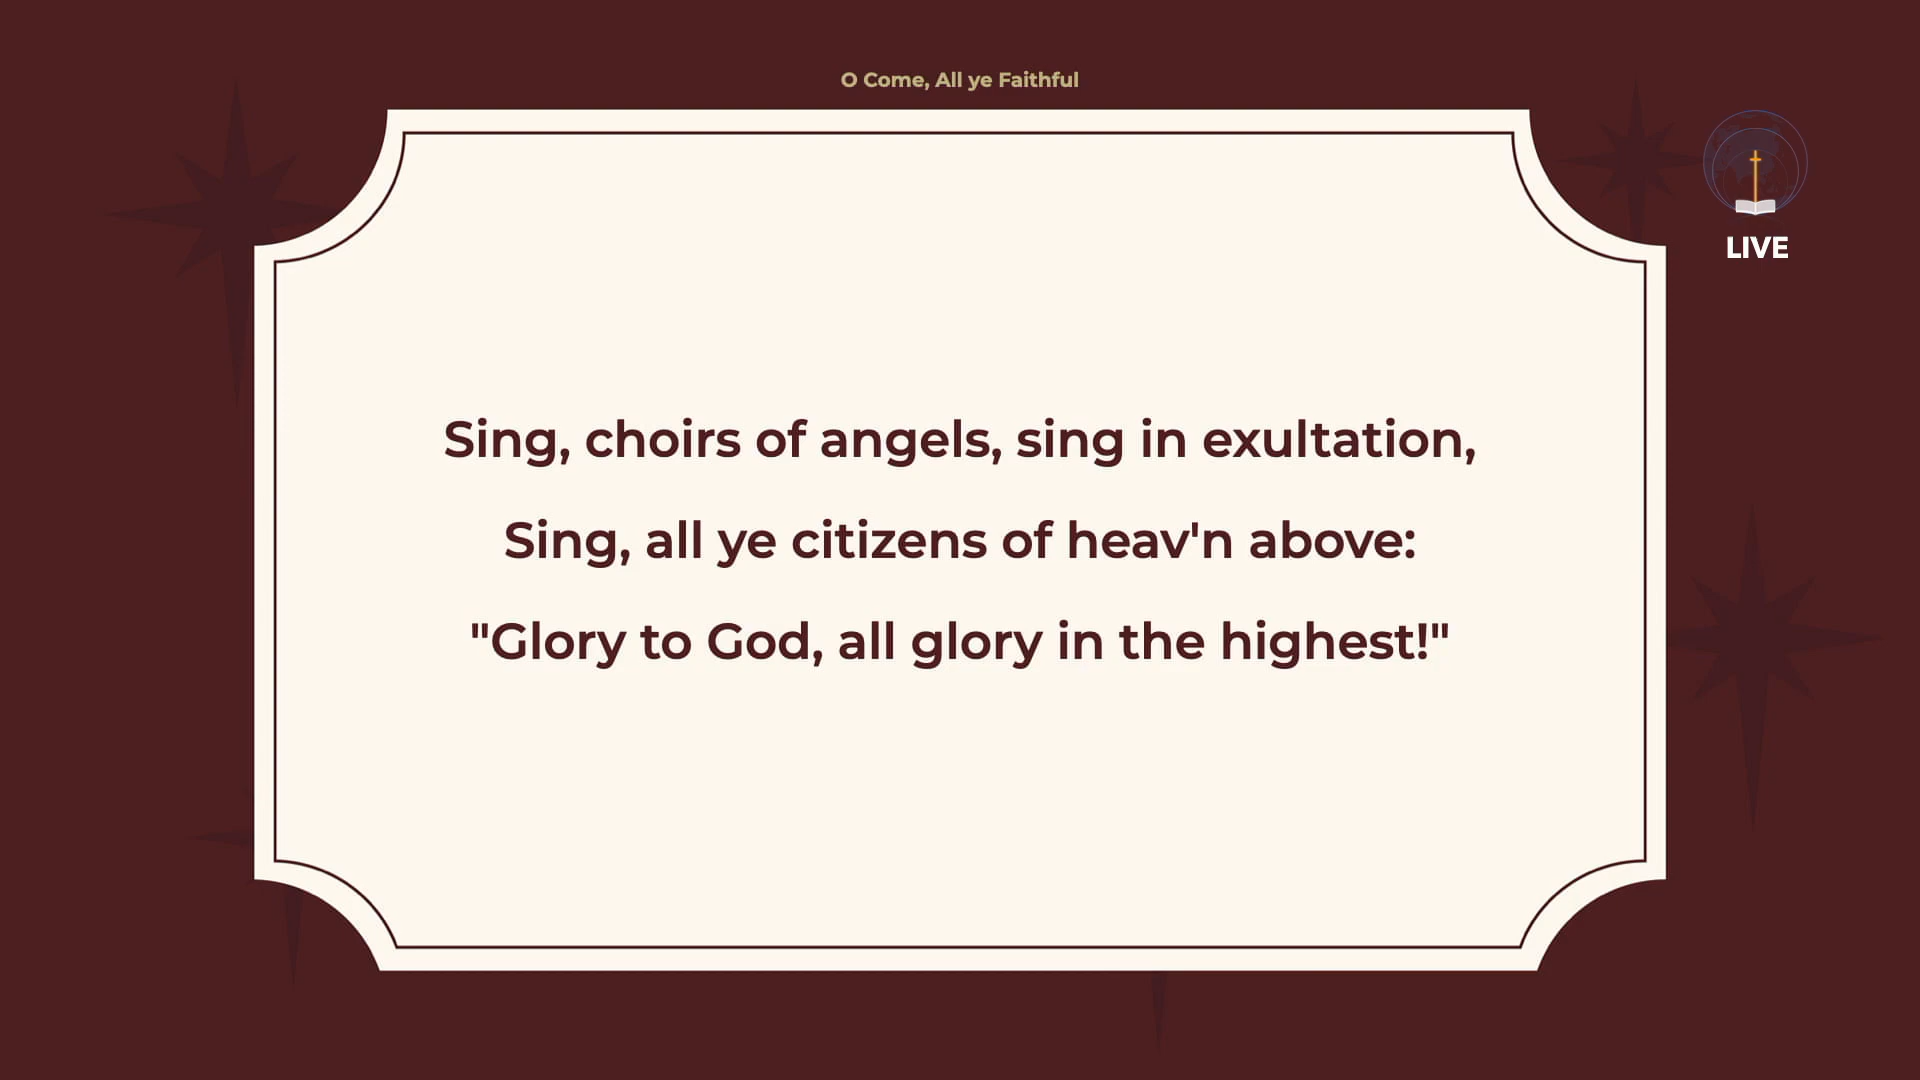 O Come, All ye Faithful
LIVE
Sing, choirs of angels, sing in exultation,
Sing, all ye citizens of heav'n above:
"Glory to God, all glory in the highest!"